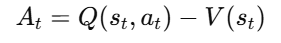 A_t = Q(s_t, a_t) − V(s_t)